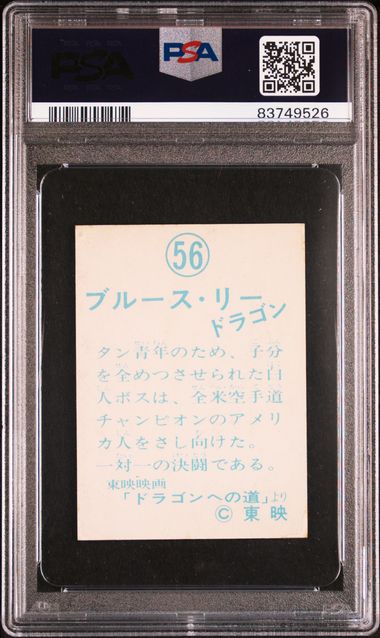 PSA
PSA
83749526
56
ブルース・リー
ドラゴン
タン青年のため、子分
を全めつさせられた白
人ボスは、全米空手道
チャンピオンのアメリ
カ人をさし向けた。
一対一の決闘である。
東映映画
「ドラゴンへの道」より
© 東映